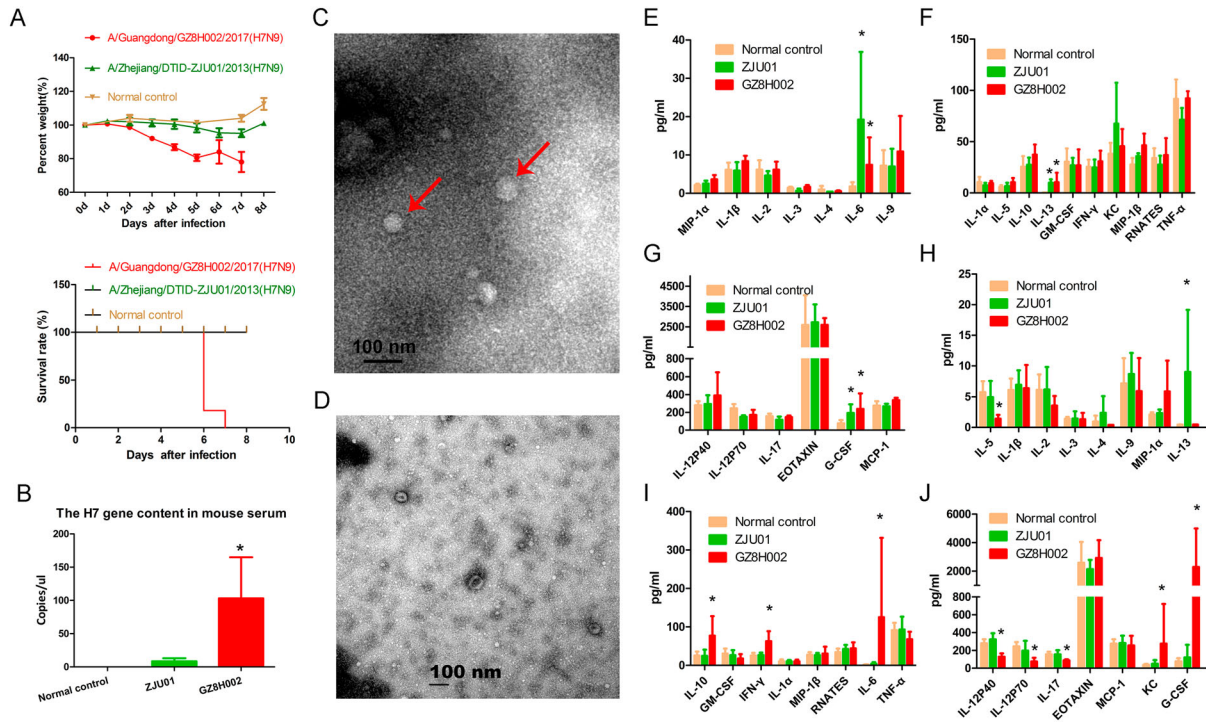 A
A/Guangdong/GZ8H002/2017(H7N9)
A/Zhejiang/DTID-ZJU01/2013(H7N9)
Normal control
Percent weight(%)
140
120
100
80
60
0d 1d 2d 3d 4d 5d 6d 7d 8d
Days after infection
A/Guangdong/GZ8H002/2017(H7N9)
A/Zhejiang/DTID-ZJU01/2013(H7N9)
Normal control
Survival rate (%)
100
50
0
0 2 4 6 8 10
Days after infection
B
The H7 gene content in mouse serum
Copies/ul
200
150
100
50
0
*
Normal control ZJU01 GZ8H002
C
100 nm
D
100 nm
E
Normal control
ZJU01
GZ8H002
pg/ml
60
40
20
0
* *
MIP-1α IL-1β IL-2 IL-3 IL-4 IL-6 IL-9
F
Normal control
ZJU01
GZ8H002
pg/ml
150
100
50
0
* *
IL-1α IL-5 IL-10 IL-13 GM-CSF IFN-γ KC MIP-1β RNATES TNF-α
G
Normal control
ZJU01
GZ8H002
pg/ml
4500
2500
600
400
200
0
* *
IL-12P40 IL-12P70 IL-17 EOTAXIN G-CSF MCP-1
H
Normal control
ZJU01
GZ8H002
pg/ml
25
20
15
10
5
0
* *
IL-5 IL-1β IL-2 IL-3 IL-4 IL-9 MIP-1α IL-13
I
Normal control
ZJU01
GZ8H002
pg/ml
400
300
200
100
0
* * *
IL-10 GM-CSF IFN-γ IL-1α MIP-1β RNATES IL-6 TNF-α
J
Normal control
ZJU01
GZ8H002
pg/ml
6000
4000
2000
800
600
400
200
0
* * * * *
IL-12P40 IL-12P70 IL-17 EOTAXIN MCP-1 KC G-CSF